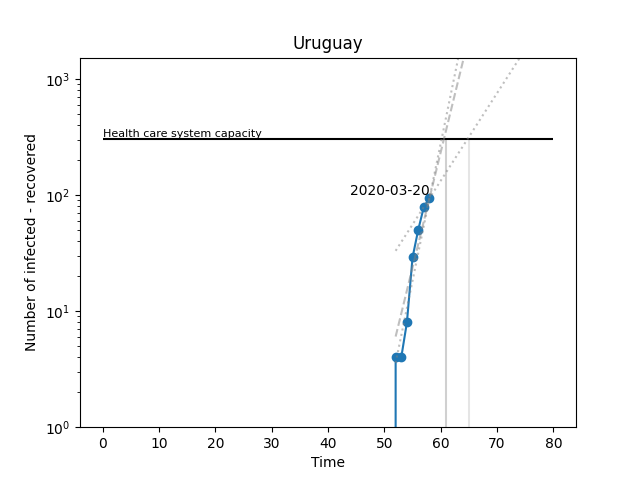 Uruguay
10³
Health care system capacity
2020-03-20
10²
10¹
10⁰
Number of infected - recovered
0 10 20 30 40 50 60 70 80
Time